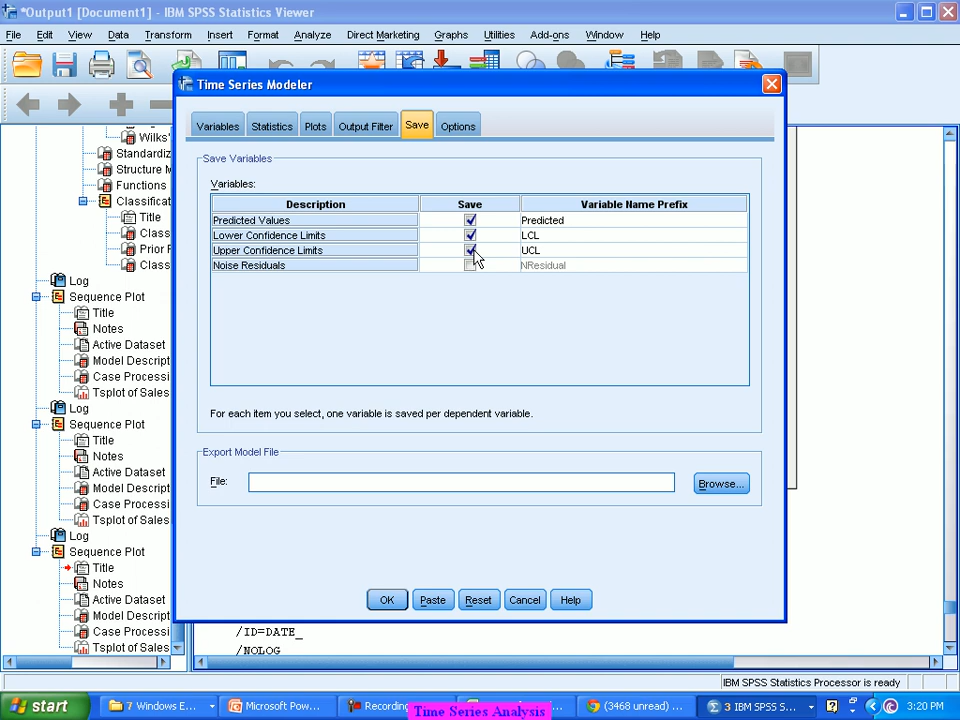 *Output1 [Document1] - IBM SPSS Statistics Viewer
File Edit View Data Transform Insert Format Analyze Direct Marketing Graphs Utilities Add-ons Window Help
Time Series Modeler
Variables Statistics Plots Output Filter Save Options
Save Variables
Variables:
Description Save Variable Name Prefix
Predicted Values Predicted
Lower Confidence Limits LCL
Upper Confidence Limits UCL
Noise Residuals NResidual
For each item you select, one variable is saved per dependent variable.
Export Model File
File: Browse...
OK Paste Reset Cancel Help
Wilks'
Standardiz
Structure M
Functions
Classificat
Title
Class
Prior F
Class
Log
Sequence Plot
Title
Notes
Active Dataset
Model Descript
Case Processi
Tsplot of Sales
Log
Sequence Plot
Title
Notes
Active Dataset
Model Descript
Case Processi
Tsplot of Sales
Log
Sequence Plot
Title
Notes
Active Dataset
Model Descript
Case Processi
Tsplot of Sales
/ID=DATE_
/NOLOG
IBM SPSS Statistics Processor is ready
start 7 Windows E... Microsoft Pow... Recording (3468 unread) ... 3 IBM SPSS S... 3:20 PM
Time Series Analysis